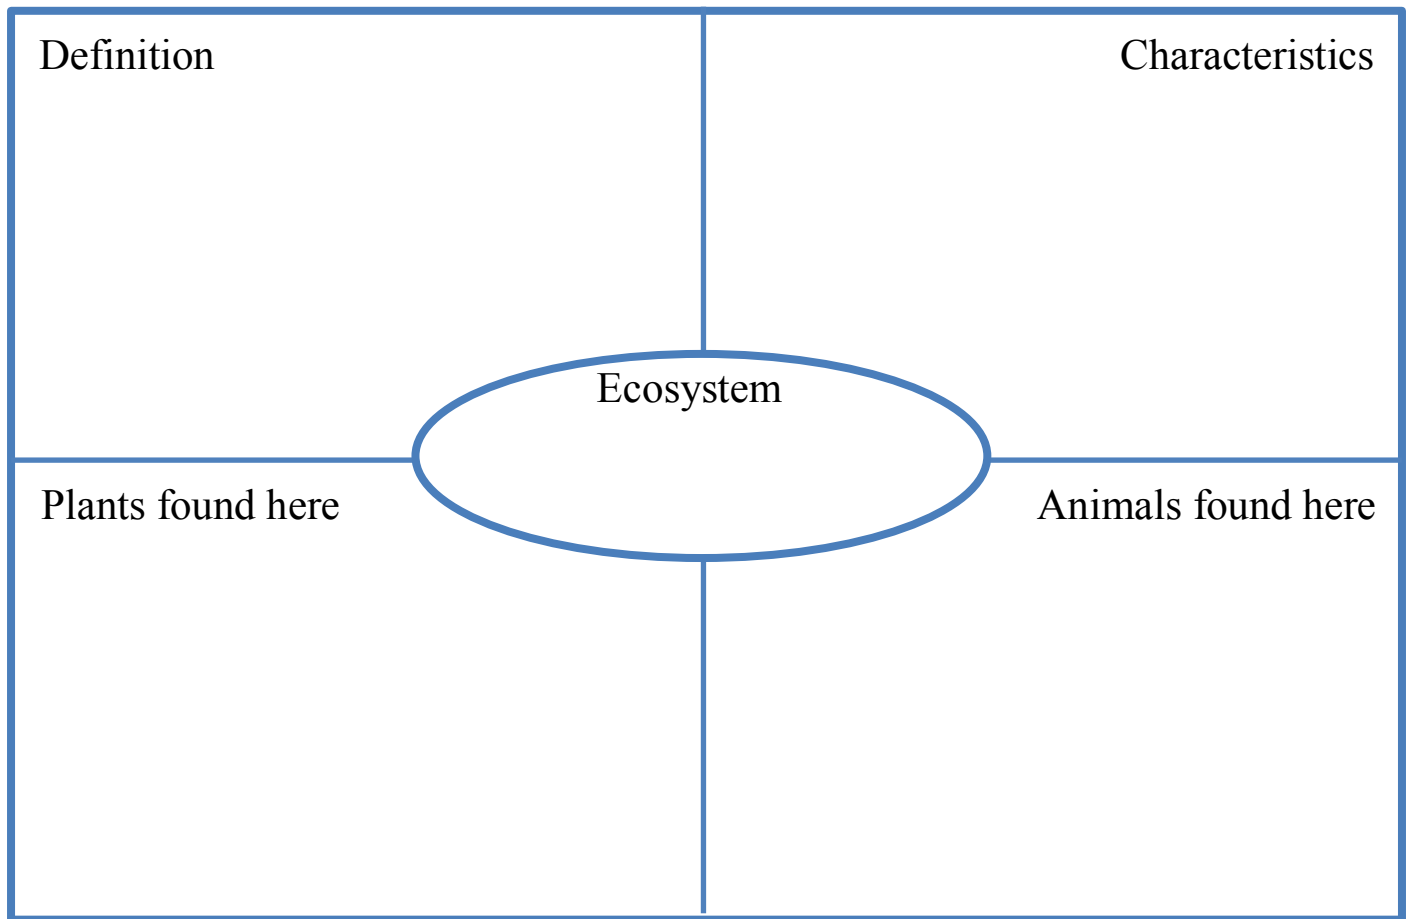 Definition
Characteristics
Ecosystem
Plants found here
Animals found here